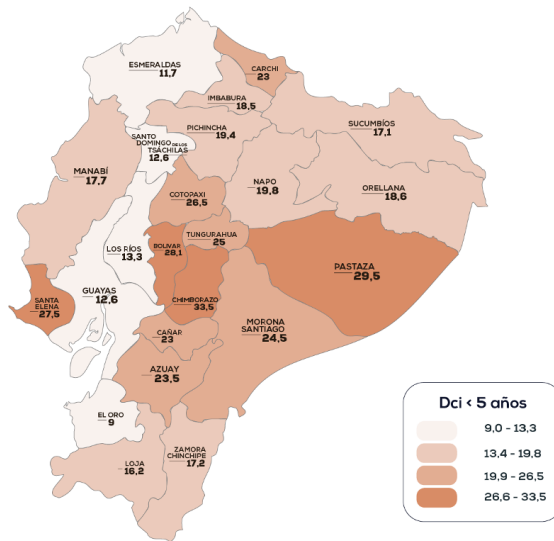 ESMERALDAS
11,7
CARCHI
23
IMBABURA
18,5
SUCUMBÍOS
17,1
PICHINCHA
19,4
SANTO
DOMINGO DE LOS
TSÁCHILAS
12,6
MANABÍ
17,7
NAPO
19,8
ORELLANA
18,6
COTOPAXI
26,5
TUNGURAHUA
25
LOS RÍOS
13,3
BOLIVAR
28,1
PASTAZA
29,5
SANTA
ELENA
27,5
GUAYAS
12,6
CHIMBORAZO
33,5
MORONA
SANTIAGO
24,5
CAÑAR
23
AZUAY
23,5
EL ORO
9
LOJA
16,2
ZAMORA
CHINCHIPE
17,2
Dci < 5 años
9,0 - 13,3
13,4 - 19,8
19,9 - 26,5
26,6 - 33,5